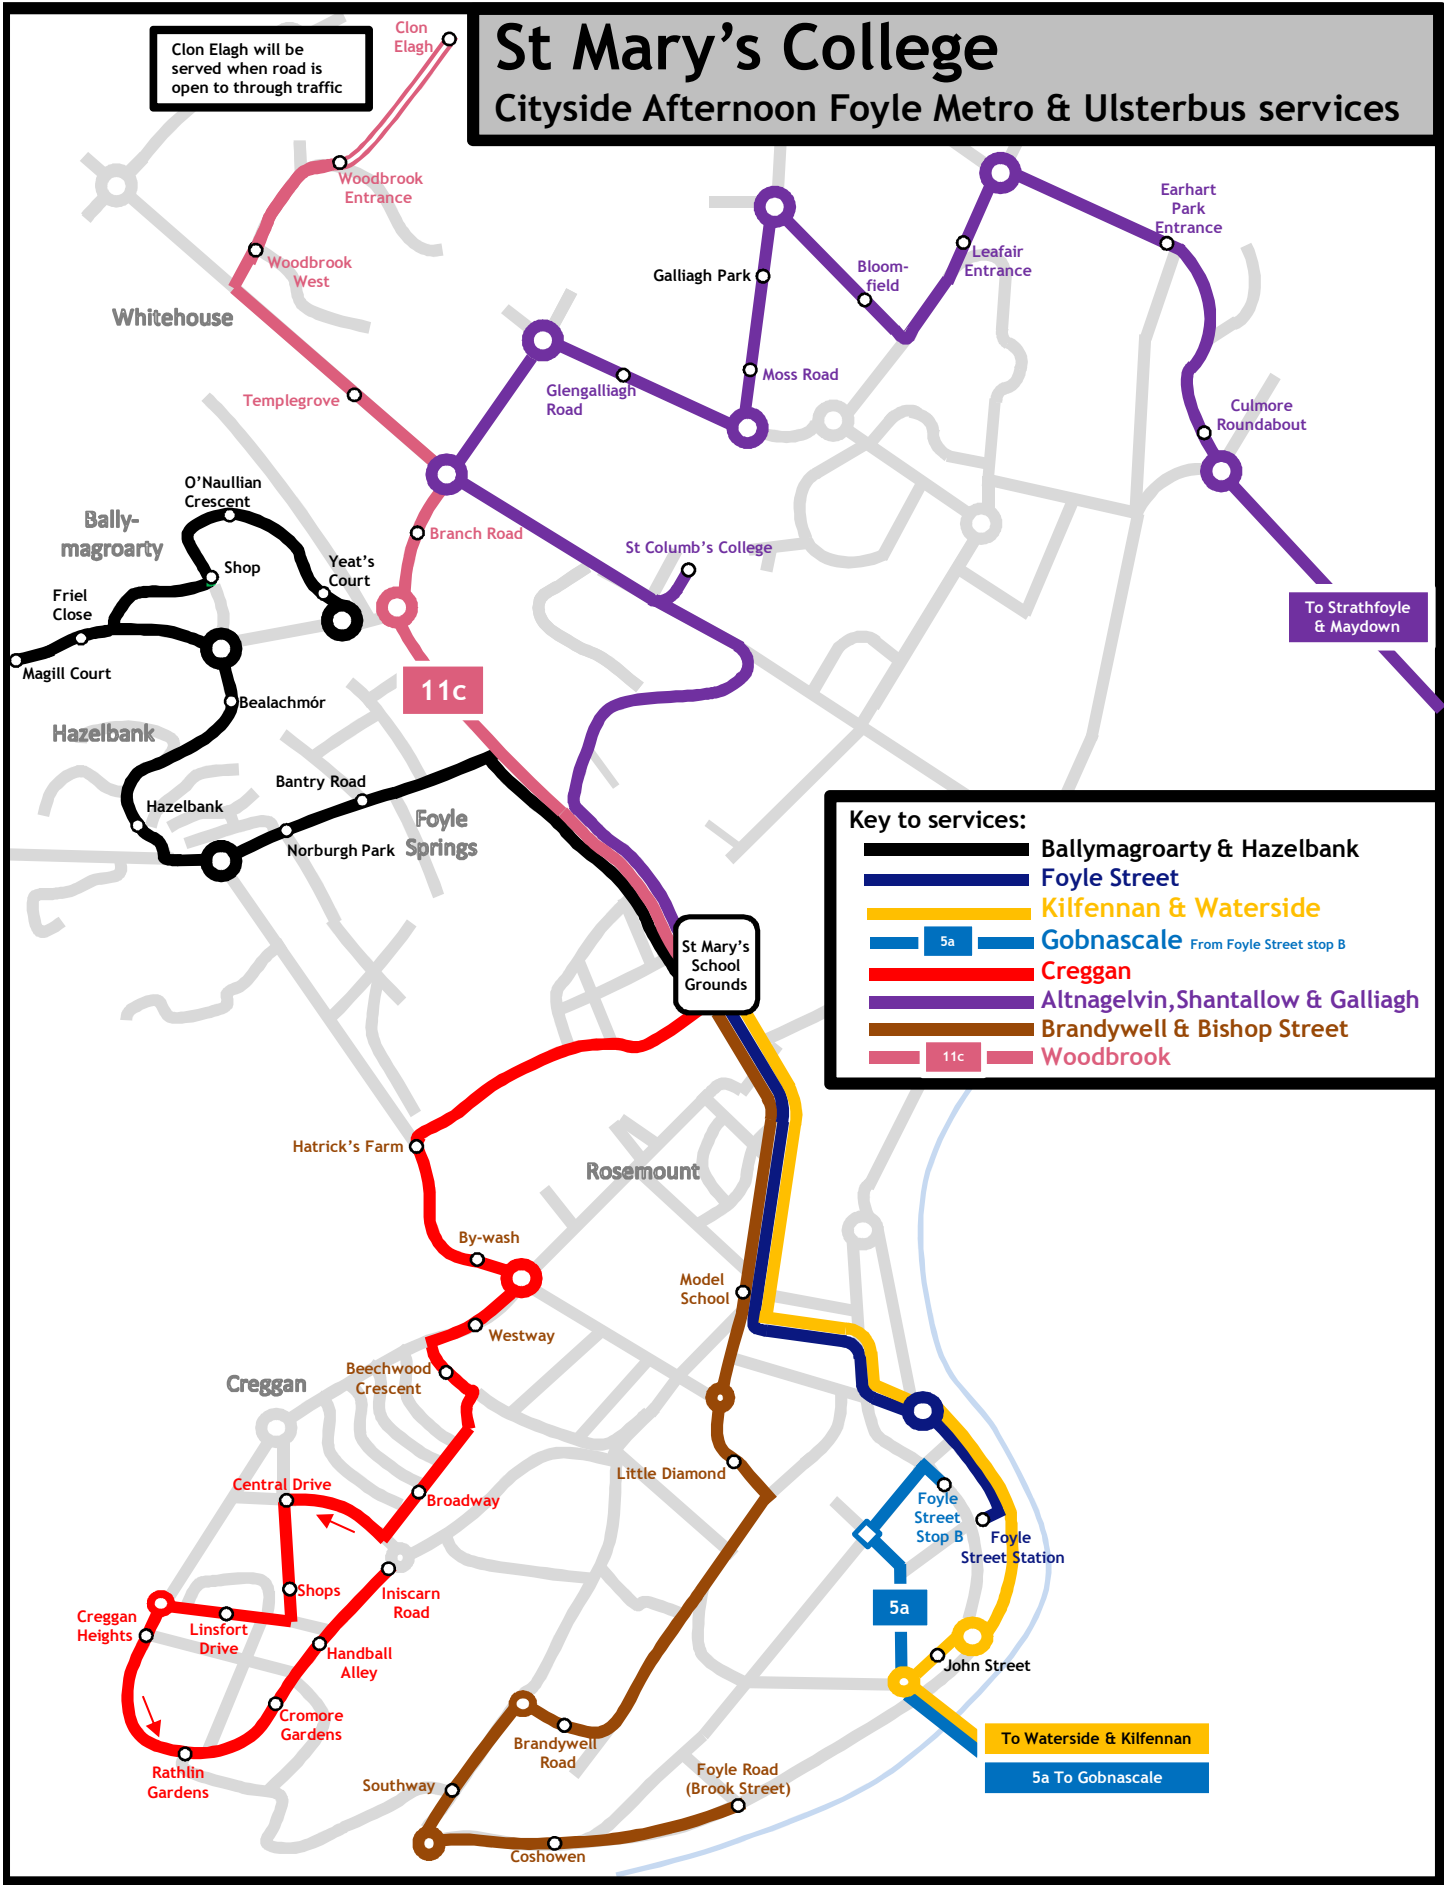 St Mary’s College
Cityside Afternoon Foyle Metro & Ulsterbus services
Clon Elagh will be
served when road is
open to through traffic
Clon
Elagh
Woodbrook
Entrance
Woodbrook
West
Whitehouse
Templegrove
Branch Road
Earhart
Park
Entrance
Leafair
Entrance
Bloom-
field
Galliagh Park
Moss Road
Glengalliagh
Road
Culmore
Roundabout
St Columb’s College
To Strathfoyle
& Maydown
O’Naullian
Crescent
Bally-
magroarty
Shop
Yeat’s
Court
Friel
Close
Magill Court
Bealachmór
Hazelbank
Hazelbank
Bantry Road
Norburgh Park
Foyle
Springs
11c
St Mary’s
School
Grounds
Key to services:
Ballymagroarty & Hazelbank
Foyle Street
Kilfennan & Waterside
5a
Gobnascale From Foyle Street stop B
Creggan
Altnagelvin,Shantallow & Galliagh
Brandywell & Bishop Street
11c
Woodbrook
Hatrick’s Farm
Rosemount
By-wash
Model
School
Westway
Beechwood
Crescent
Creggan
Central Drive
Broadway
Little Diamond
Foyle
Street
Stop B
Foyle
Street Station
Shops
Iniscarn
Road
Creggan
Heights
Linsfort
Drive
Handball
Alley
5a
John Street
Cromore
Gardens
Rathlin
Gardens
Brandywell
Road
Southway
Foyle Road
(Brook Street)
Coshowen
To Waterside & Kilfennan
5a To Gobnascale